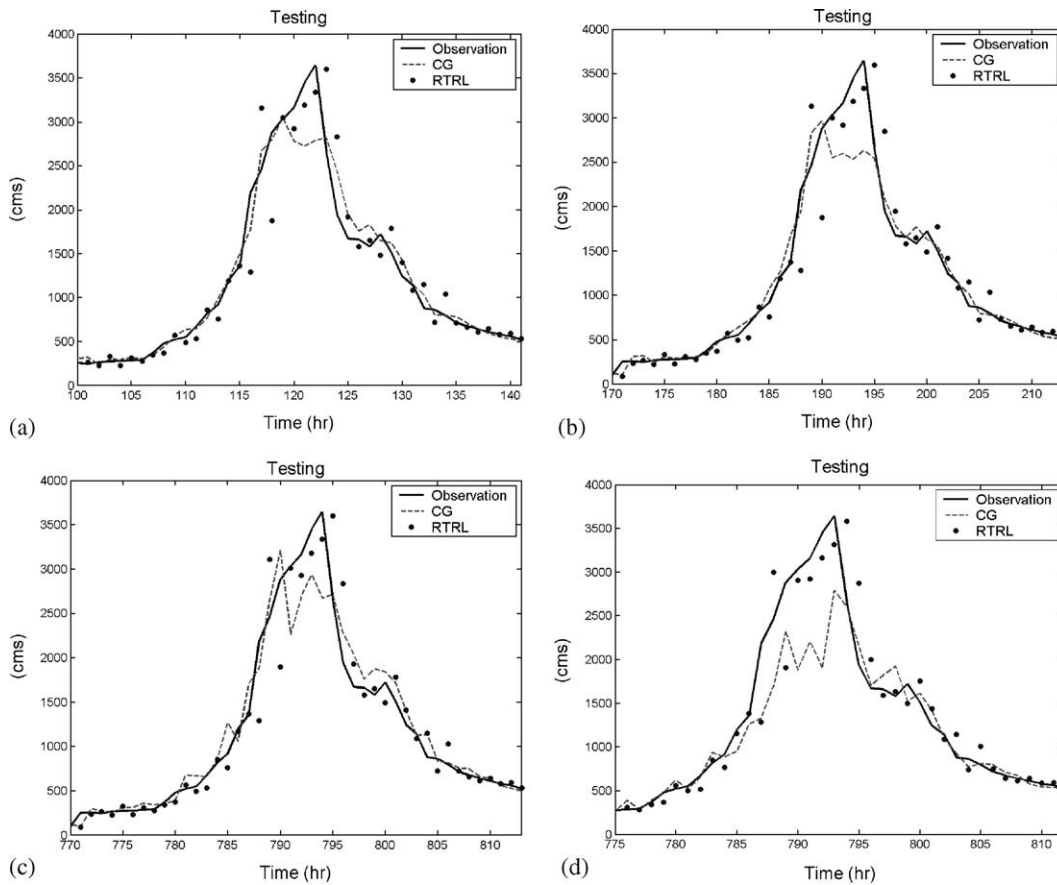 Testing
Observation
CG
RTRL
4000
3500
3000
2500
2000
1500
1000
500
0
(cms)
100 105 110 115 120 125 130 135 140
Time (hr)
(a)
Testing
Observation
CG
RTRL
4000
3500
3000
2500
2000
1500
1000
500
0
(cms)
170 175 180 185 190 195 200 205 210
Time (hr)
(b)
Testing
Observation
CG
RTRL
4000
3500
3000
2500
2000
1500
1000
500
0
(cms)
770 775 780 785 790 795 800 805 810
Time (hr)
(c)
Testing
Observation
CG
RTRL
4000
3500
3000
2500
2000
1500
1000
500
0
(cms)
775 780 785 790 795 800 805 810
Time (hr)
(d)